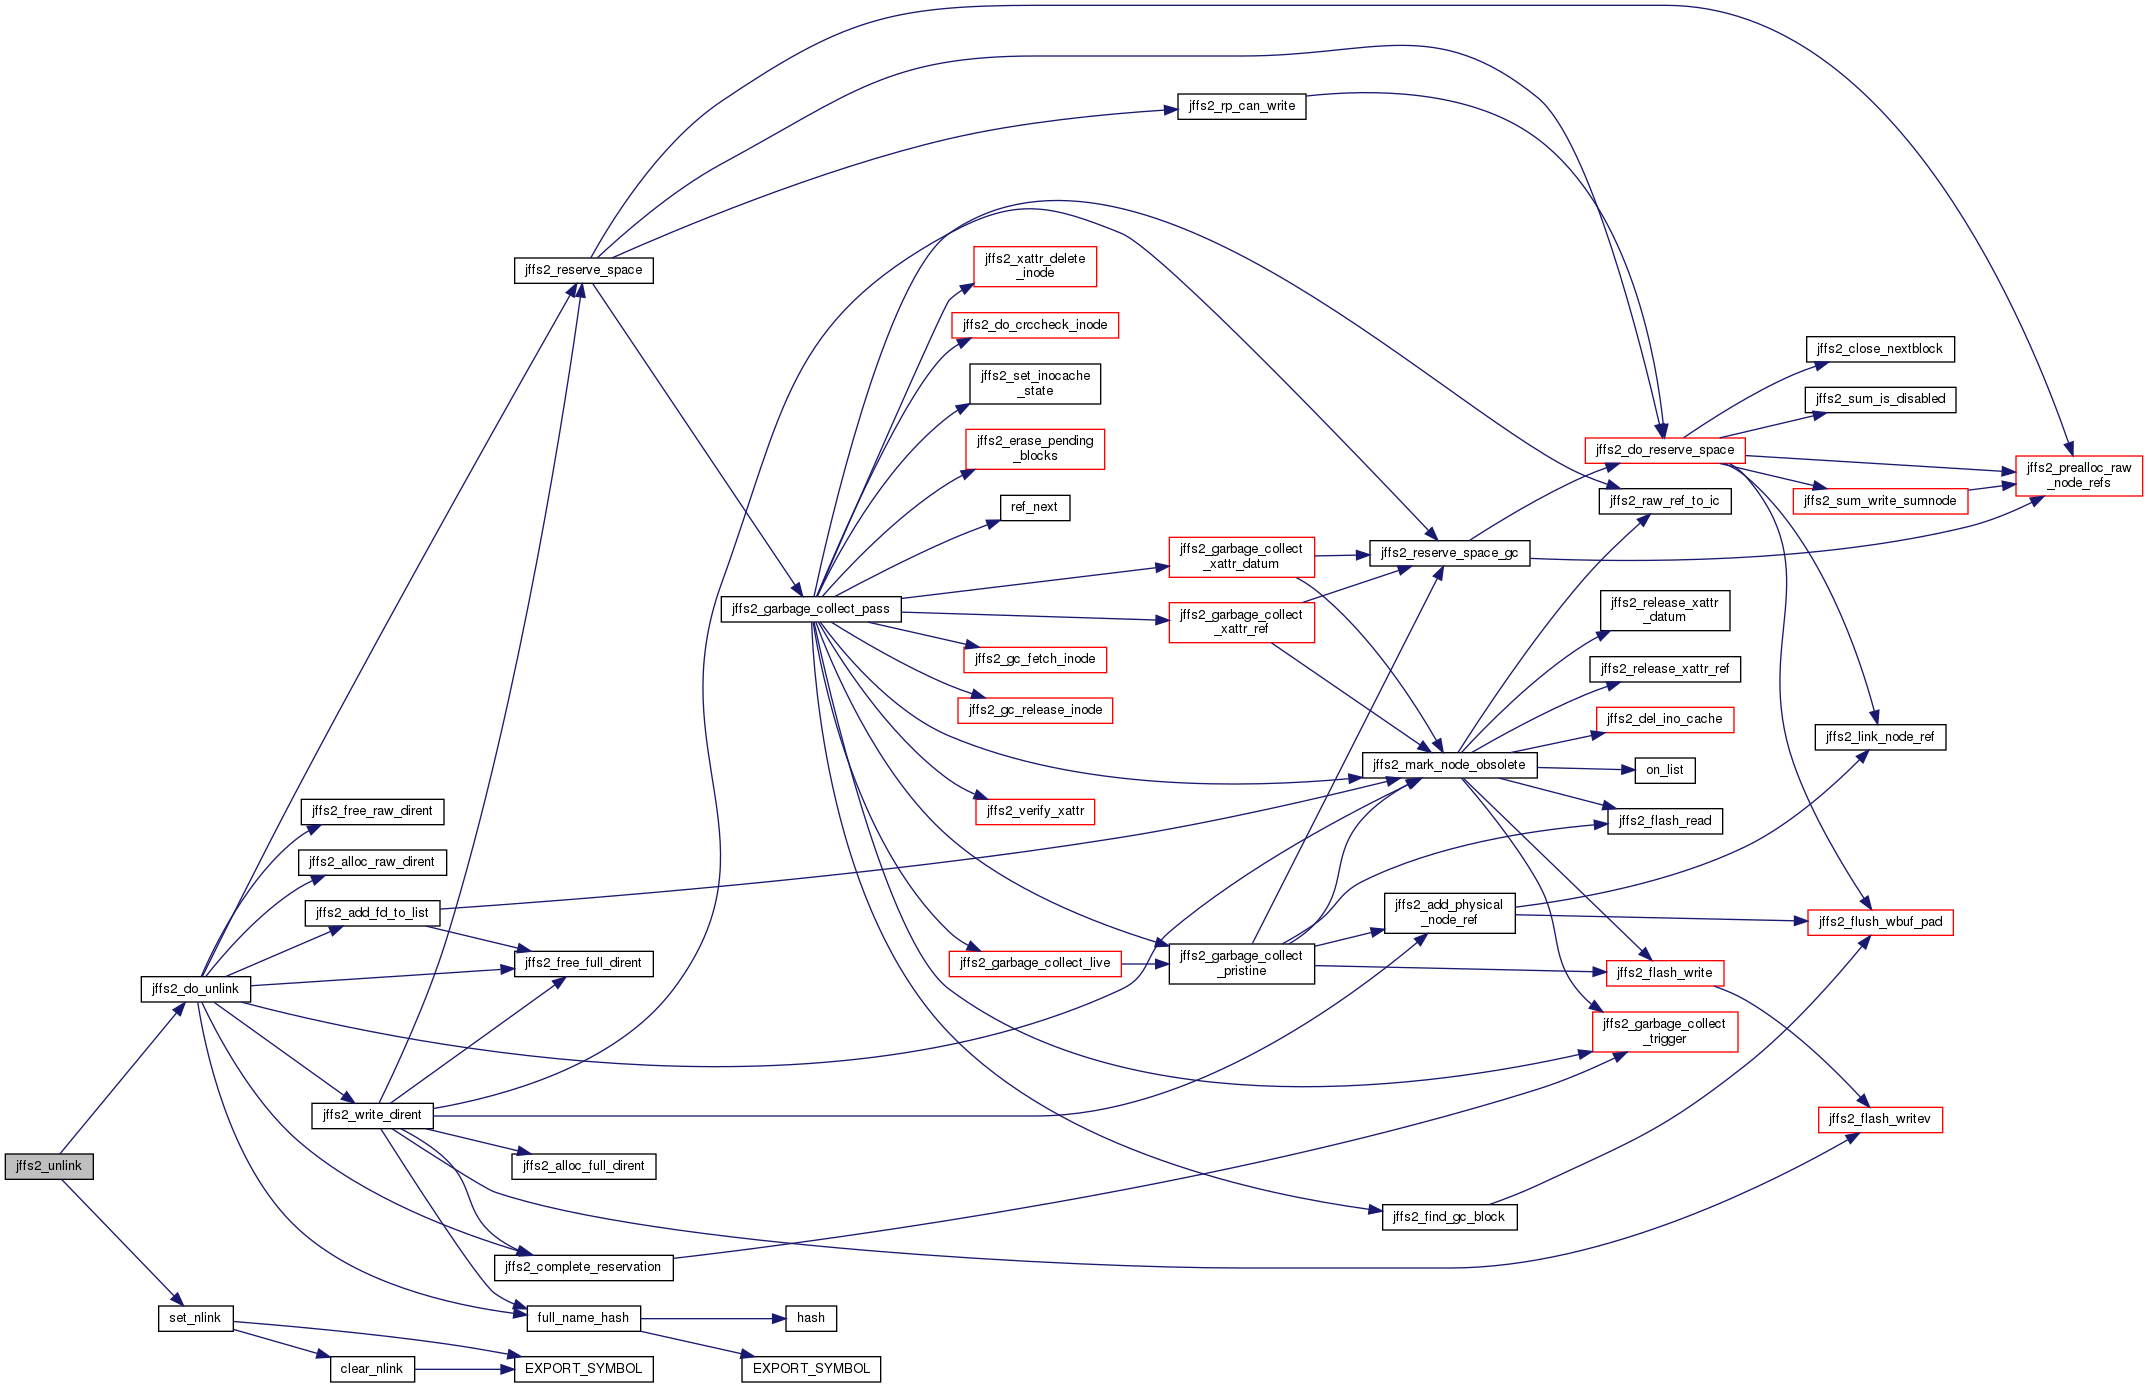 jffs2_rp_can_write
jffs2_reserve_space
jffs2_xattr_delete
_inode
jffs2_do_crccheck_inode
jffs2_close_nextblock
jffs2_set_inocache
_state
jffs2_sum_is_disabled
jffs2_erase_pending
_blocks
jffs2_do_reserve_space
jffs2_prealloc_raw
_node_refs
ref_next
jffs2_raw_ref_to_ic
jffs2_sum_write_sumnode
jffs2_garbage_collect
_xattr_datum
jffs2_reserve_space_gc
jffs2_garbage_collect_pass
jffs2_garbage_collect
_xattr_ref
jffs2_release_xattr
_datum
jffs2_gc_fetch_inode
jffs2_release_xattr_ref
jffs2_gc_release_inode
jffs2_del_ino_cache
jffs2_link_node_ref
jffs2_mark_node_obsolete
on_list
jffs2_free_raw_dirent
jffs2_verify_xattr
jffs2_flash_read
jffs2_alloc_raw_dirent
jffs2_add_fd_to_list
jffs2_add_physical
_node_ref
jffs2_flush_wbuf_pad
jffs2_free_full_dirent
jffs2_garbage_collect_live
jffs2_garbage_collect
_pristine
jffs2_flash_write
jffs2_do_unlink
jffs2_garbage_collect
_trigger
jffs2_write_dirent
jffs2_flash_writev
jffs2_unlink
jffs2_alloc_full_dirent
jffs2_find_gc_block
jffs2_complete_reservation
set_nlink
full_name_hash
hash
clear_nlink
EXPORT_SYMBOL
EXPORT_SYMBOL